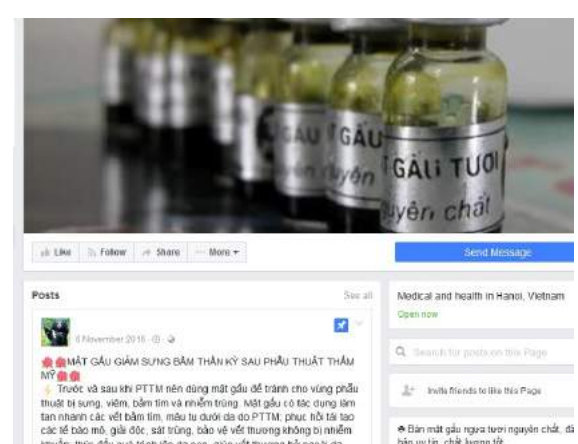 GẤU
GẤU
uyên
GẤU TƯƠI
uyên chất
Like Follow Share More
Send Message
Posts
See all
6 November 2016
MẬT GẤU GIẢM SƯNG BẦM THẦN KỲ SAU PHẪU THUẬT THẨM
MỸ
Trước và sau khi PTTM nên dùng mật gấu để tránh cho vùng phẫu
thuật bị sưng, viêm, bầm tím và nhiễm trùng. Mật gấu có tác dụng làm
tan nhanh các vết bầm tím, máu tụ dưới da do PTTM; phục hồi tái tạo
các tế bào mô, giải độc, sát trùng, bảo vệ vết thương không bị nhiễm
Medical and health in Hanoi, Vietnam
Open now
Search for posts on this Page
Invite friends to like this Page
Bán mật gấu ngựa tươi nguyên chất,
bán uy tín, chất lượng tốt